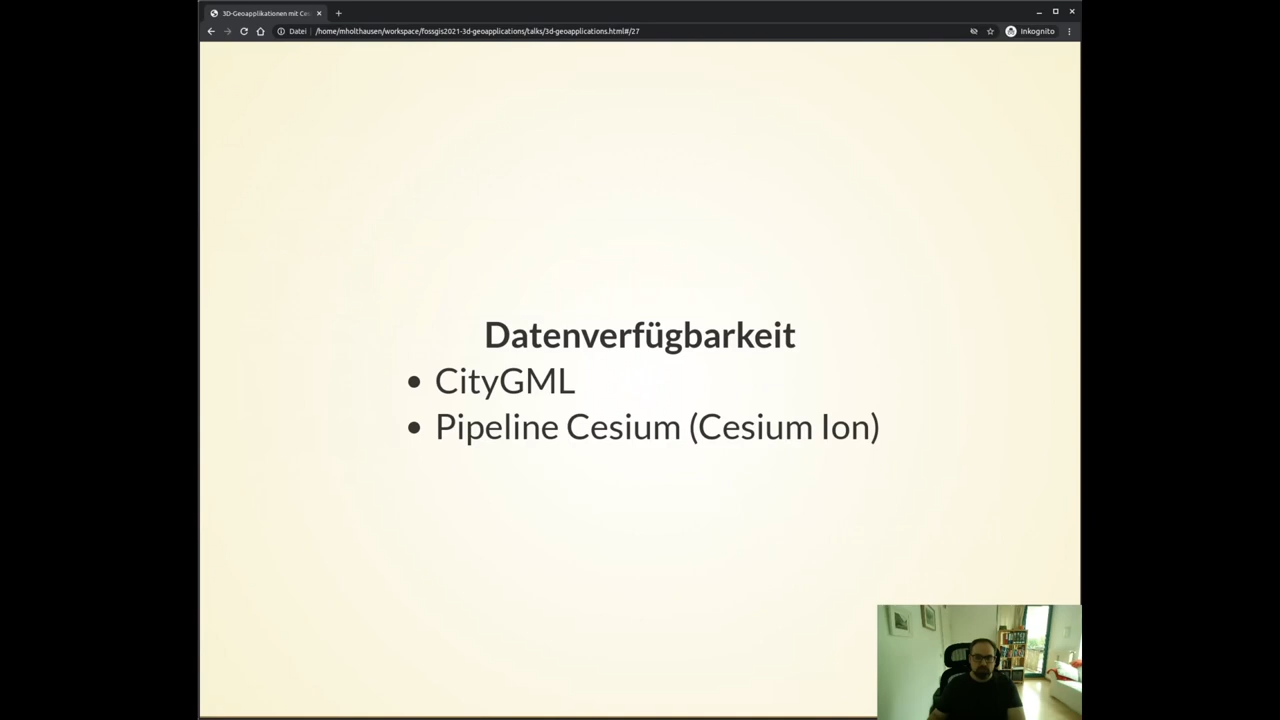 3D-Geoapplikationen mit Ces
Datei
/home/mholthausen/workspace/fossgis2021-3d-geoapplications/talks/3d-geoapplications.html#/27
Inkognito
Datenverfügbarkeit
CityGML
Pipeline Cesium (Cesium Ion)